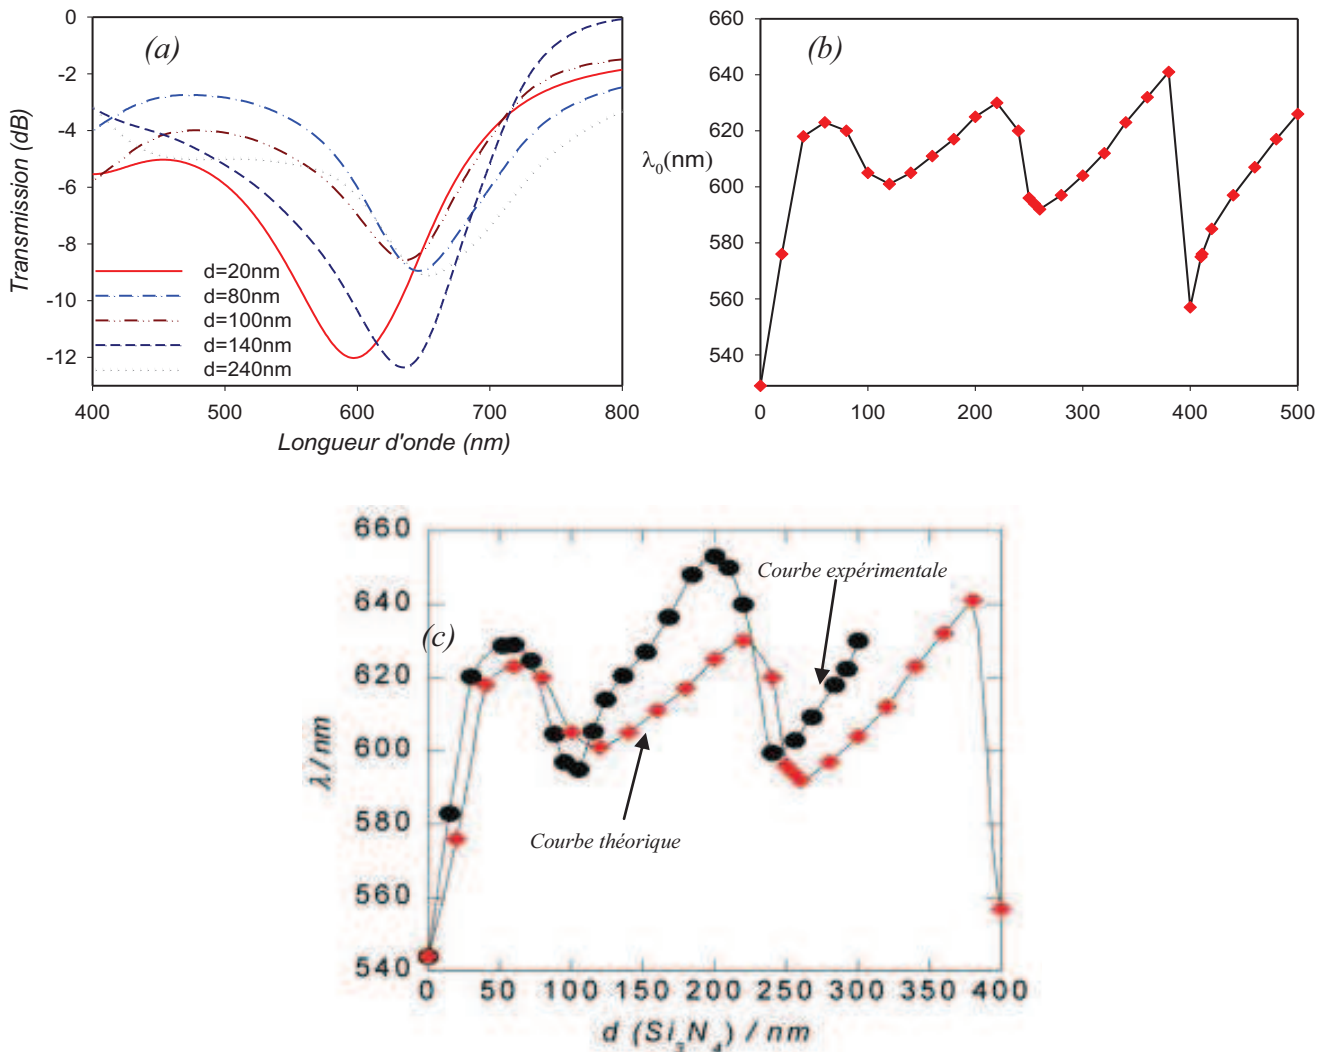 (a)
Transmission (dB)
0
-2
-4
-6
-8
-10
-12
d=20nm
d=80nm
d=100nm
d=140nm
d=240nm
400
500
600
700
800
Longueur d'onde (nm)
(b)
λ₀(nm)
660
640
620
600
580
560
540
0
100
200
300
400
500
(c)
λ/nm
660
640
620
600
580
560
540
Courbe expérimentale
Courbe théorique
0
50
100
150
200
250
300
350
400
d (Si₃N₄) / nm